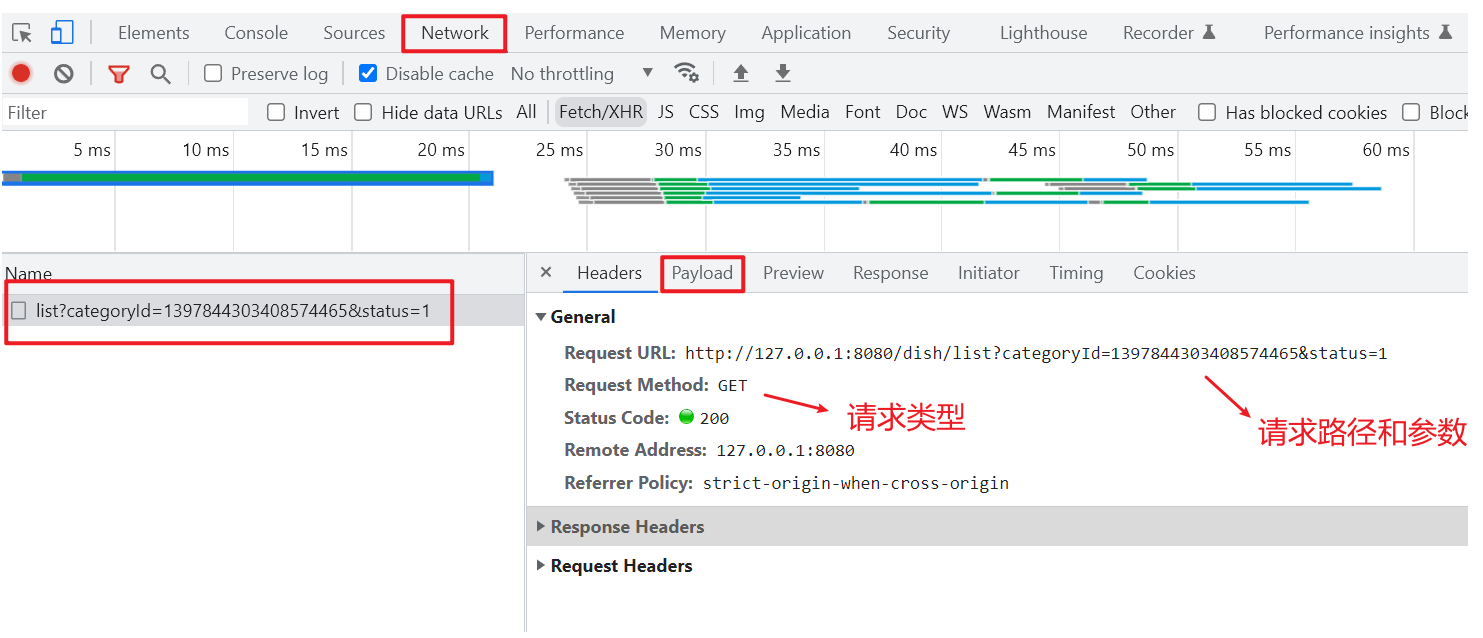 Elements Console Sources Network Performance Memory Application Security Lighthouse Recorder Performance insights
Preserve log Disable cache No throttling
Filter Invert Hide data URLs All Fetch/XHR JS CSS Img Media Font Doc WS Wasm Manifest Other Has blocked cookies Block
5 ms 10 ms 15 ms 20 ms 25 ms 30 ms 35 ms 40 ms 45 ms 50 ms 55 ms 60 ms
Name
list?categoryId=1397844303408574465&status=1
Headers Payload Preview Response Initiator Timing Cookies
General
Request URL: http://127.0.0.1:8080/dish/list?categoryId=1397844303408574465&status=1
Request Method: GET
请求类型
请求路径和参数
Status Code: 200
Remote Address: 127.0.0.1:8080
Referrer Policy: strict-origin-when-cross-origin
Response Headers
Request Headers